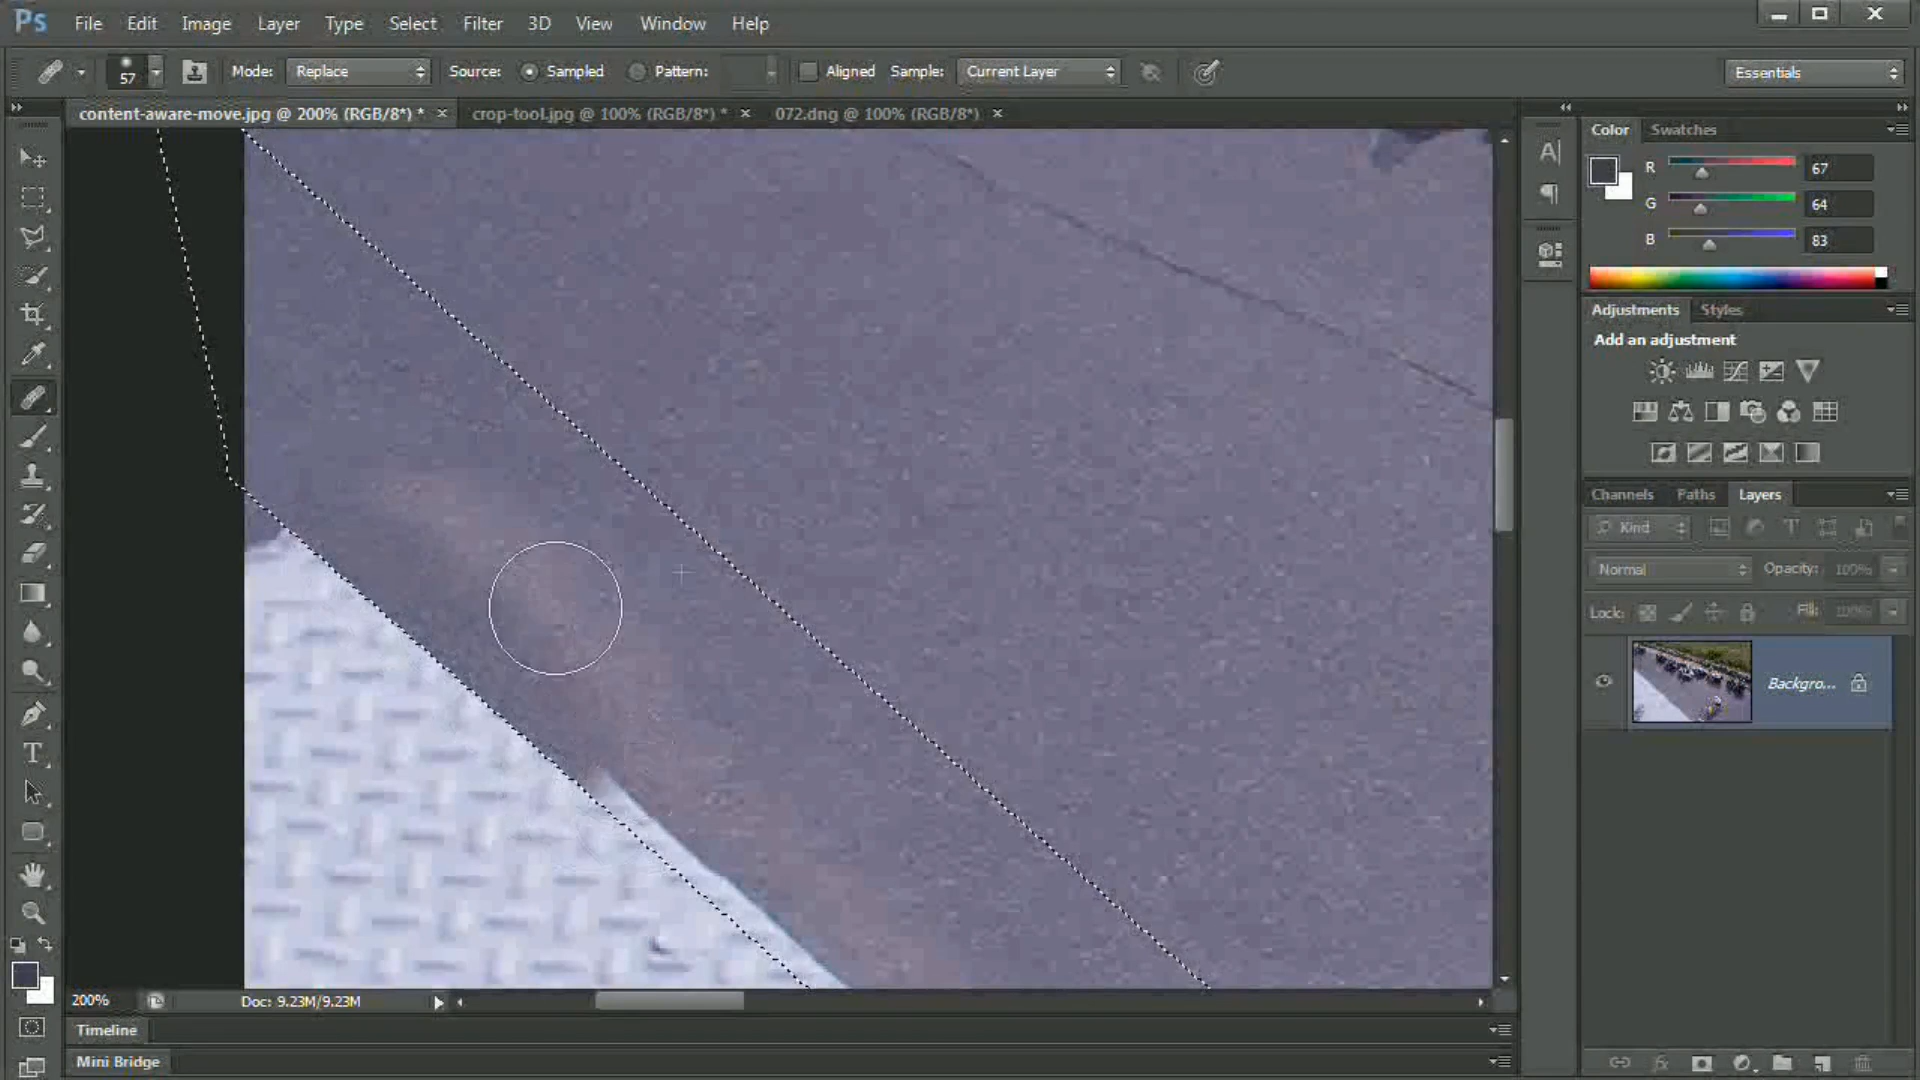 Ps File Edit Image Layer Type Select Filter 3D View Window Help
57 Mode: Replace Source: Sampled Pattern: Aligned Sample: Current Layer Essentials
content-aware-move.jpg @ 200% (RGB/8*) * × crop-tool.jpg @ 100% (RGB/8*) * × 072.dng @ 100% (RGB/8*) ×
Color Swatches
R 67
G 64
B 83
Adjustments Styles
Add an adjustment
Channels Paths Layers
Kind
Normal Opacity: 100%
Lock: Fill: 100%
Backgro...
200% Doc: 9.23M/9.23M
Timeline
Mini Bridge